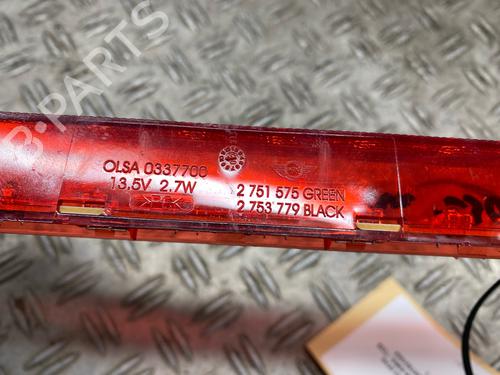 B-PARTS
OLSA 0337700
13,5V 2.7W
2 751 575 GREEN
2 753 779 BLACK